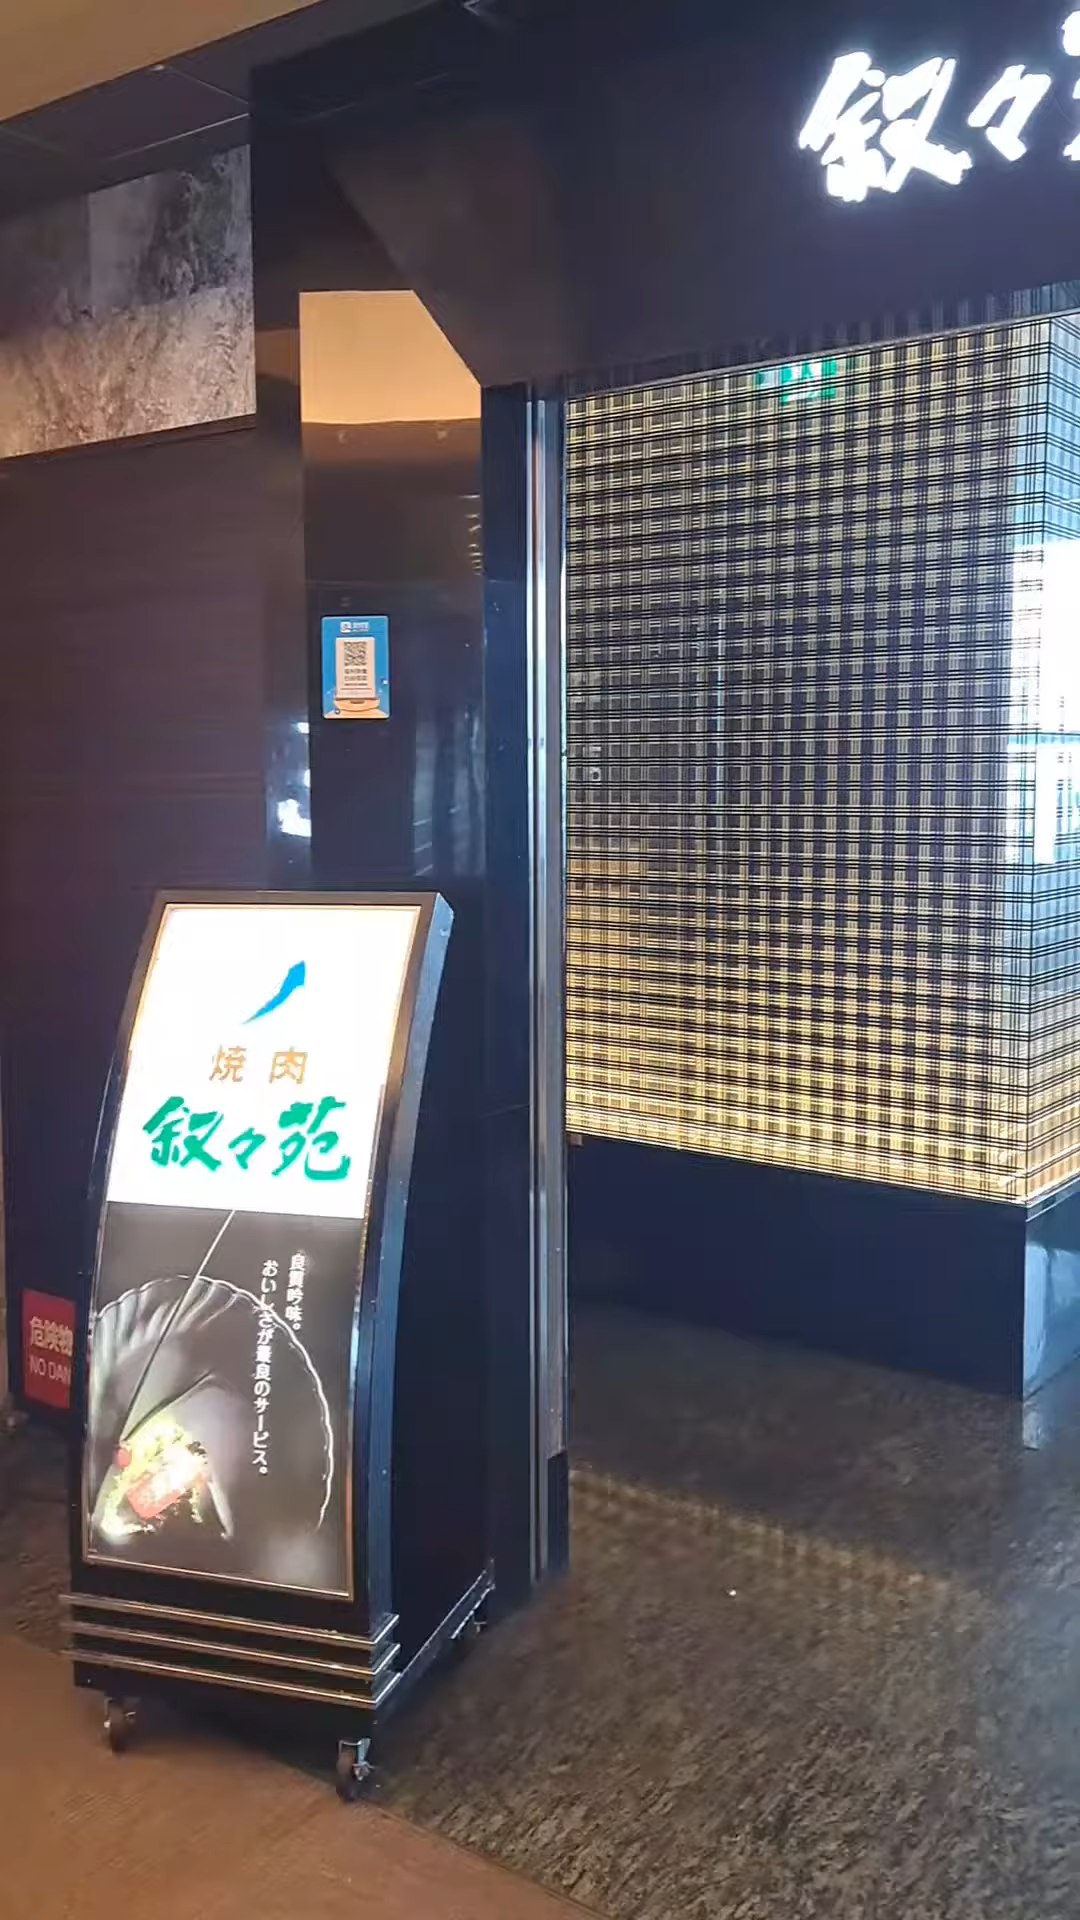 叙々
焼肉
叙々苑
良質吟味。
おいしさが最良のサービス。
危険物
NO DAN